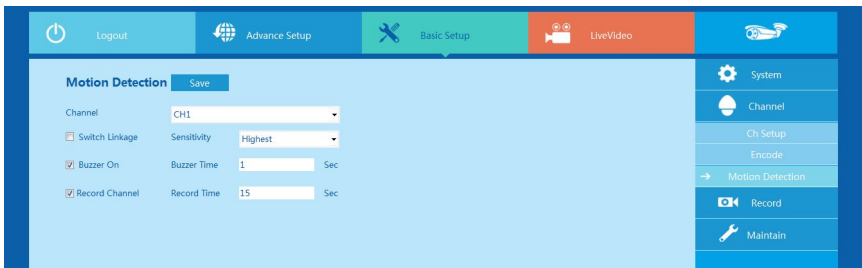 Logout Advance Setup Basic Setup LiveVideo
Motion Detection Save
Channel CH1
Switch Linkage Sensitivity Highest
Buzzer On Buzzer Time 1 Sec
Record Channel Record Time 15 Sec
System
Channel
Ch Setup
Encode
Motion Detection
Record
Maintain